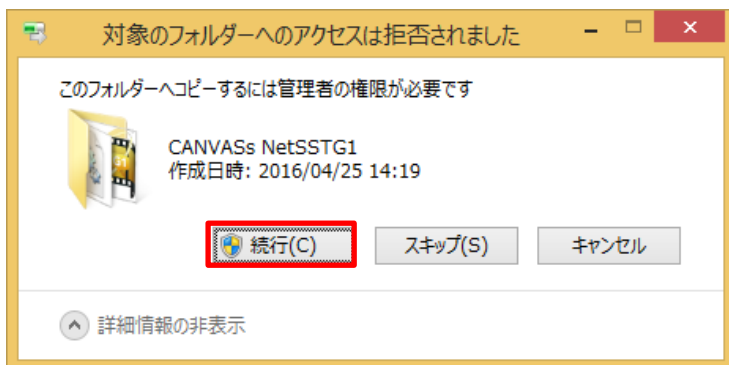 対象のフォルダーへのアクセスは拒否されました
このフォルダーへコピーするには管理者の権限が必要です
CANVASs NetSSTG1
作成日時: 2016/04/25 14:19
続行(C)
スキップ(S)
キャンセル
詳細情報の非表示